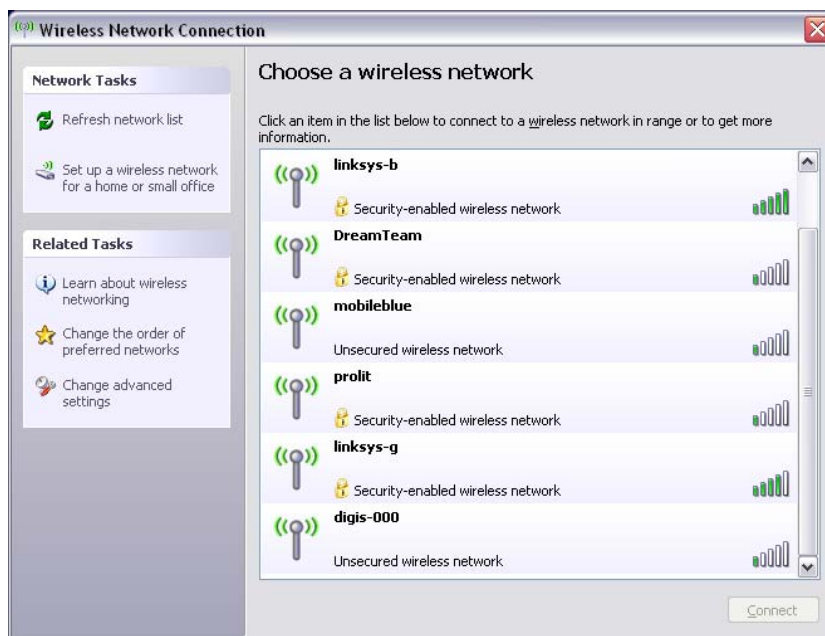 Wireless Network Connection
Network Tasks
Refresh network list
Set up a wireless network
for a home or small office
Related Tasks
Learn about wireless
networking
Change the order of
preferred networks
Change advanced
settings
Choose a wireless network
Click an item in the list below to connect to a wireless network in range or to get more
information.
linksys-b
Security-enabled wireless network
DreamTeam
Security-enabled wireless network
mobileblue
Unsecured wireless network
prolit
Security-enabled wireless network
linksys-g
Security-enabled wireless network
digis-000
Unsecured wireless network
Connect